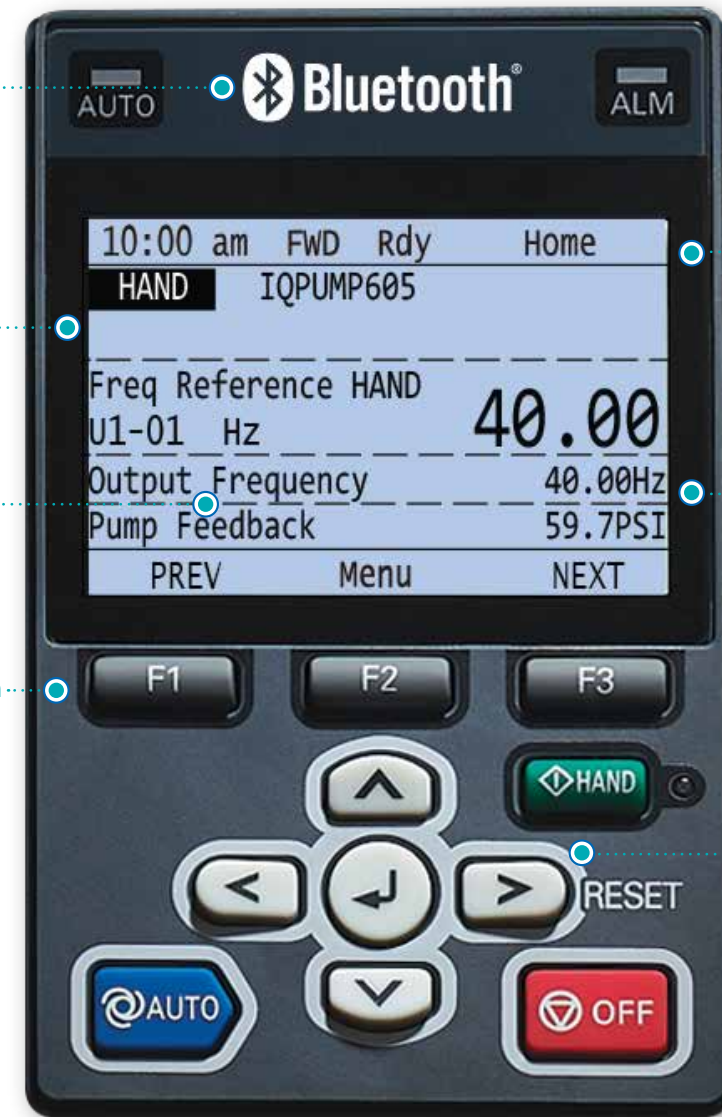 AUTO
Bluetooth®
ALM
10:00 am FWD Rdy Home
HAND IQPUMP605
Freq Reference HAND
U1-01 Hz 40.00
Output Frequency 40.00Hz
Pump Feedback 59.7PSI
PREV Menu NEXT
F1 F2 F3
HAND
RESET
AUTO
OFF